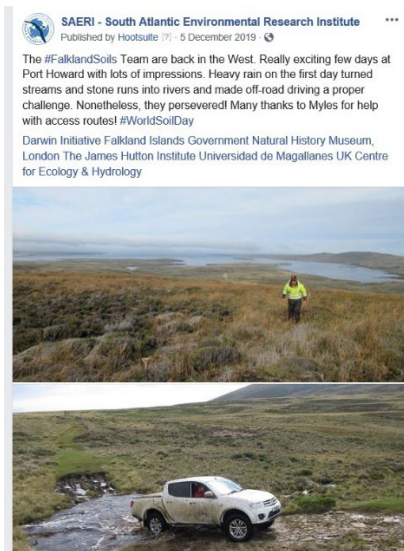 SAERI - South Atlantic Environmental Research Institute
Published by Hootsuite [?] · 5 December 2019 ·
The #FalklandSoils Team are back in the West. Really exciting few days at
Port Howard with lots of impressions. Heavy rain on the first day turned
streams and stone runs into rivers and made off-road driving a proper
challenge. Nonetheless, they persevered! Many thanks to Myles for help
with access routes! #WorldSoilDay
Darwin Initiative Falkland Islands Government Natural History Museum,
London The James Hutton Institute Universidad de Magallanes UK Centre
for Ecology & Hydrology